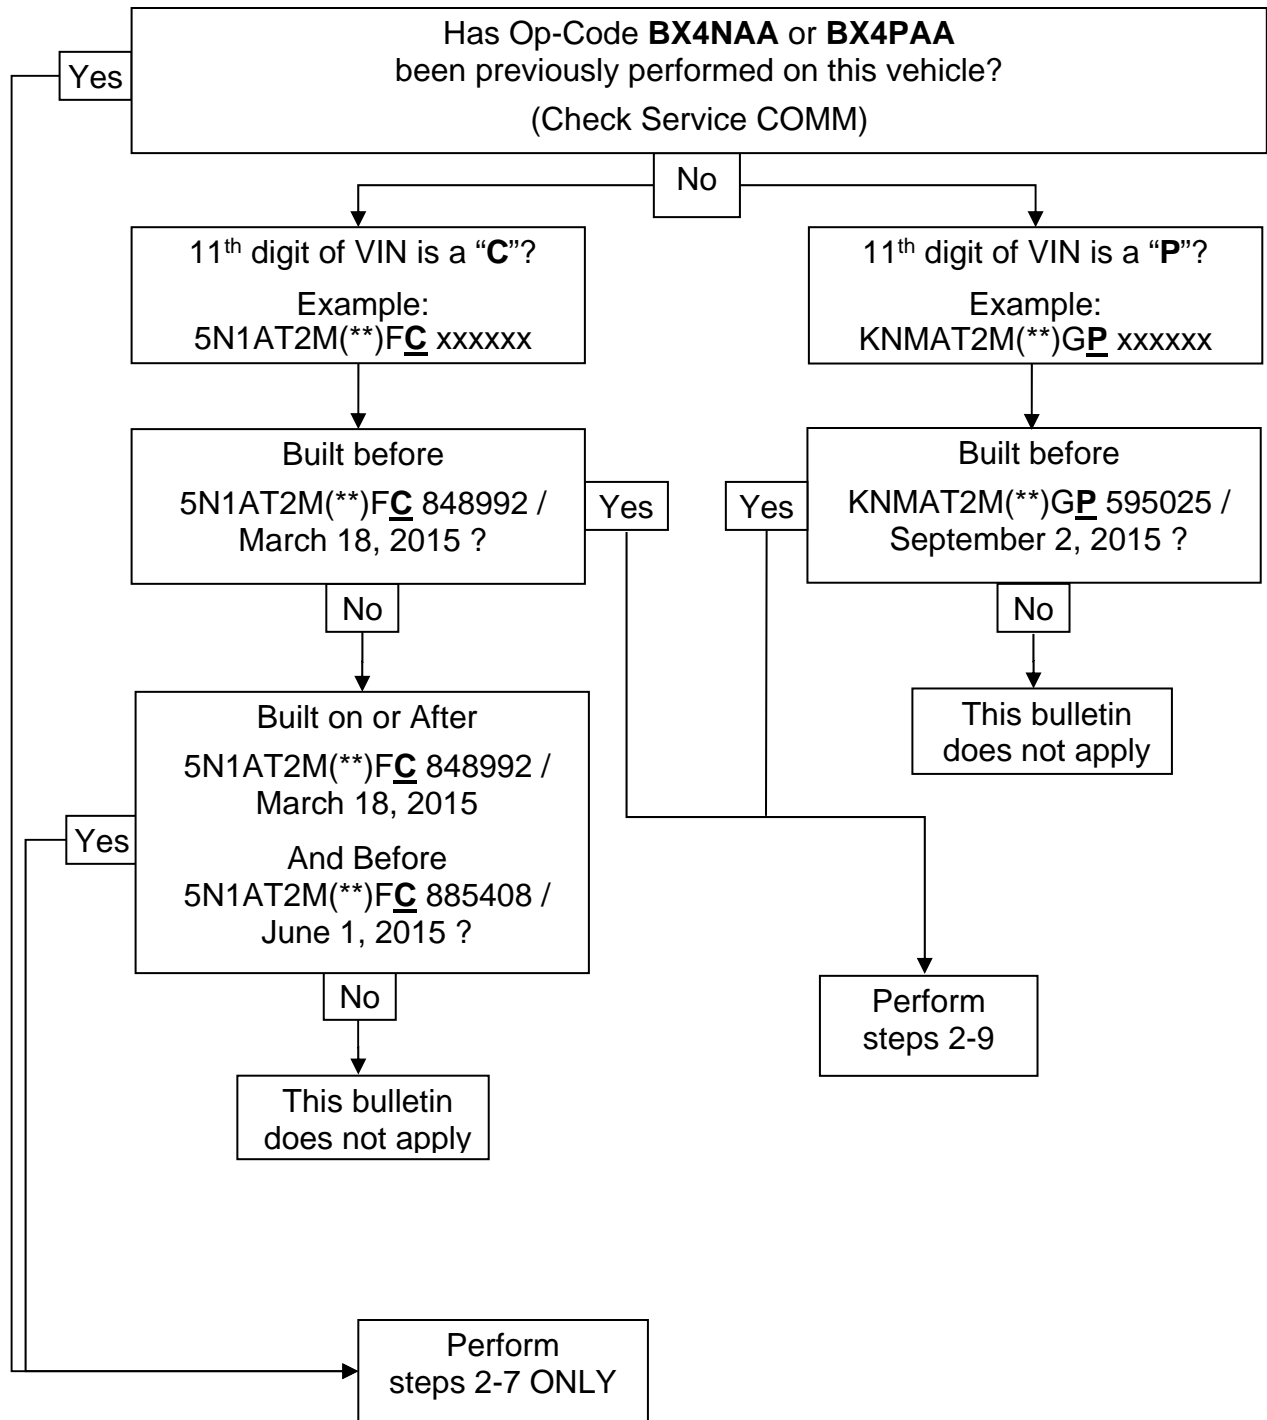 Has Op-Code BX4NAA or BX4PAA
been previously performed on this vehicle?
(Check Service COMM)
Yes
No
11th digit of VIN is a “C”?
Example:
5N1AT2M(**)FC xxxxxx
11th digit of VIN is a “P”?
Example:
KNMAT2M(**)GP xxxxxx
Built before
5N1AT2M(**)FC 848992 /
March 18, 2015 ?
Yes
Yes
Built before
KNMAT2M(**)GP 595025 /
September 2, 2015 ?
No
No
Built on or After
5N1AT2M(**)FC 848992 /
March 18, 2015
And Before
5N1AT2M(**)FC 885408 /
June 1, 2015 ?
This bulletin
does not apply
Yes
No
Perform
steps 2-9
This bulletin
does not apply
Perform
steps 2-7 ONLY